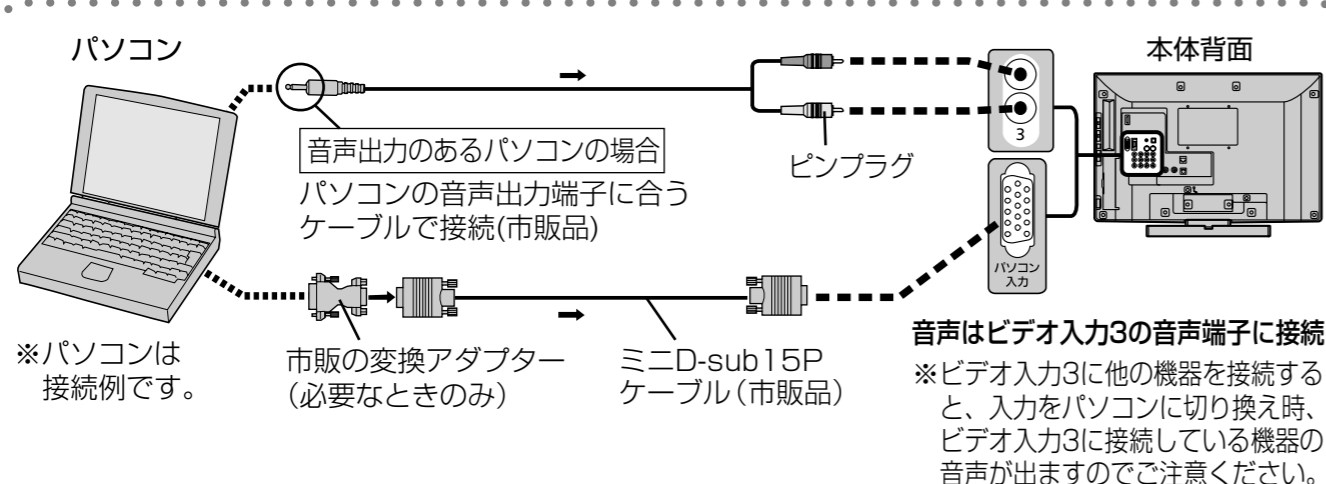 パソコン
音声出力のあるパソコンの場合
パソコンの音声出力端子に合う
ケーブルで接続(市販品)
ピンプラグ
3
本体背面
パソコン
入力
※パソコンは
接続例です。
市販の変換アダプター
(必要なときのみ)
ミニD-sub15P
ケーブル(市販品)
音声はビデオ入力3の音声端子に接続
※ビデオ入力3に他の機器を接続する
と、入力をパソコンに切り換え時、
ビデオ入力3に接続している機器の
音声が出ますのでご注意ください。